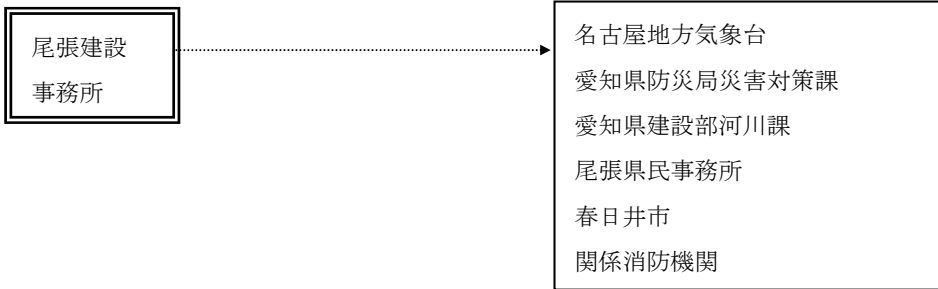 尾張建設
事務所
名古屋地方気象台
愛知県防災局災害対策課
愛知県建設部河川課
尾張県民事務所
春日井市
関係消防機関